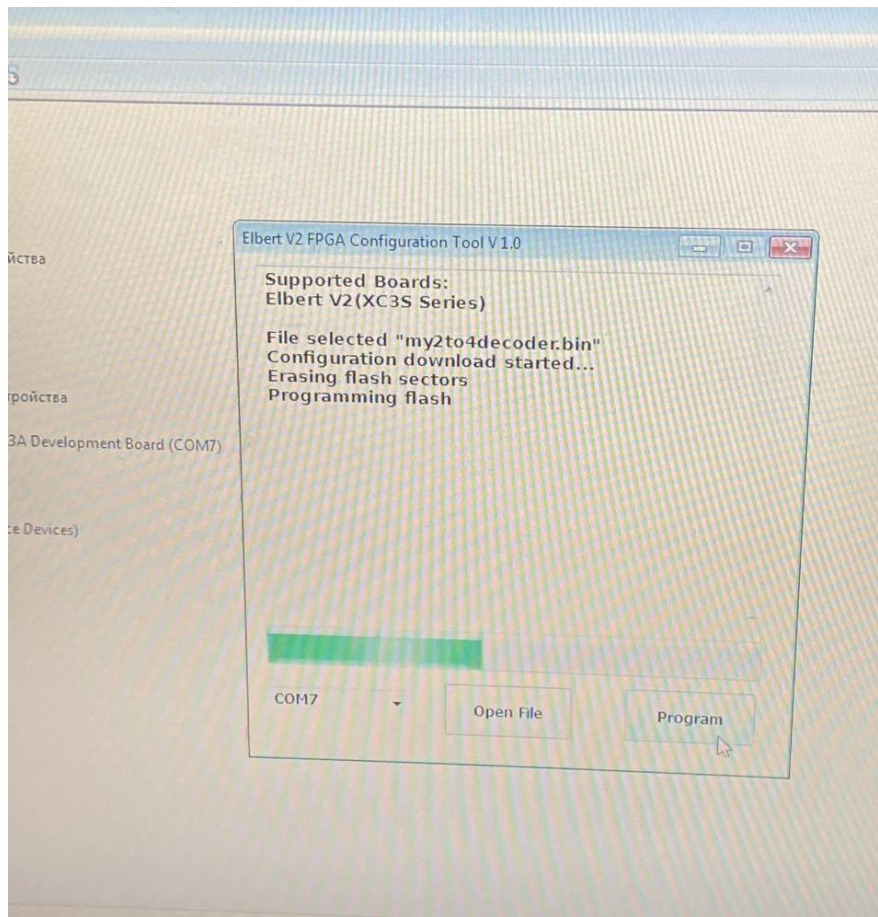 Elbert V2 FPGA Configuration Tool V 1.0
Supported Boards:
Elbert V2(XC3S Series)
File selected "my2to4decoder.bin"
Configuration download started...
Erasing flash sectors
Programming flash
COM7
Open File
Program
йства
тройства
3A Development Board (COM7)
ce Devices)